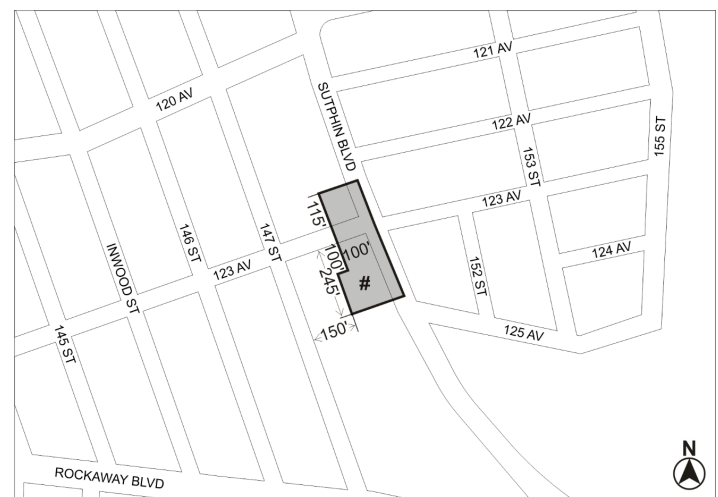 121 AV
120 AV
SUTPHIN BLVD
122 AV
155 ST
153 ST
123 AV
115'
146 ST
147 ST
100'
100'
INWOOD ST
123 AV
245'
#
152 ST
124 AV
150'
125 AV
145 ST
N
ROCKAWAY BLVD